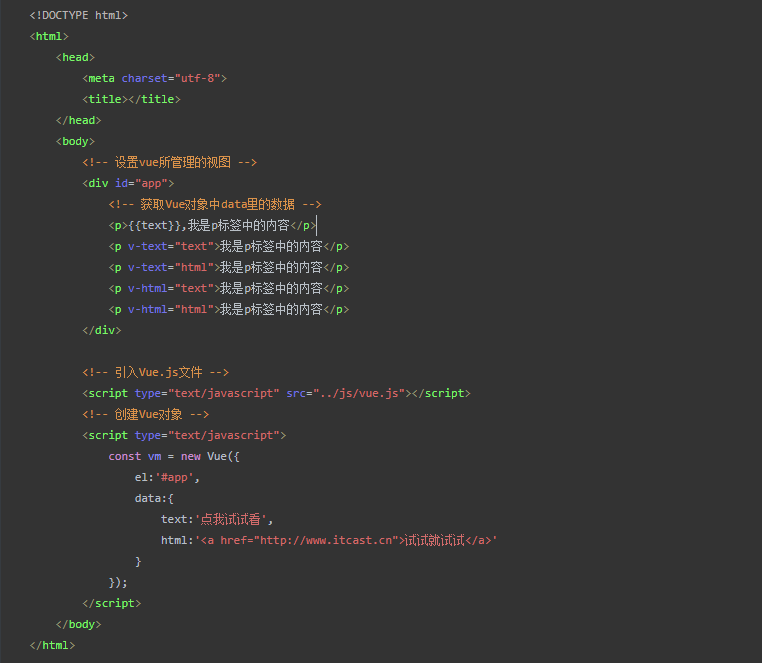 <!DOCTYPE html>
<html>
<head>
<meta charset="utf-8">
<title></title>
</head>
<body>
<!-- 设置vue所管理的视图 -->
<div id="app">
<!-- 获取Vue对象中data里的数据 -->
<p>{{text}},我是p标签中的内容</p>
<p v-text="text">我是p标签中的内容</p>
<p v-text="html">我是p标签中的内容</p>
<p v-html="text">我是p标签中的内容</p>
<p v-html="html">我是p标签中的内容</p>
</div>
<!-- 引入Vue.js文件 -->
<script type="text/javascript" src="../js/vue.js"></script>
<!-- 创建Vue对象 -->
<script type="text/javascript">
const vm = new Vue({
el:'#app',
data:{
text:'点我试试看',
html:'<a href="http://www.itcast.cn">试试就试试</a>'
}
});
</script>
</body>
</html>